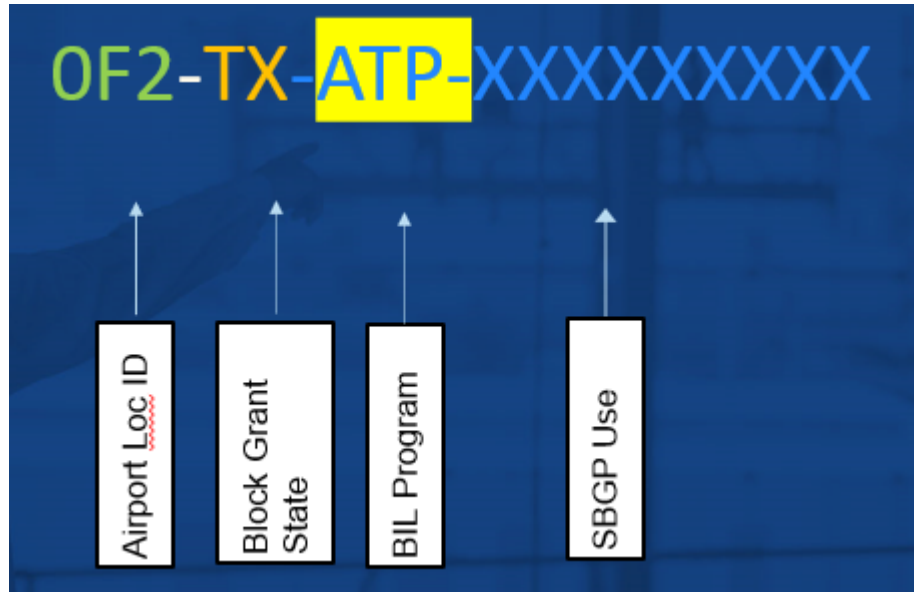 0F2-TX-ATP-XXXXXXXXX
Airport Loc ID
Block Grant
State
BIL Program
SBGP Use